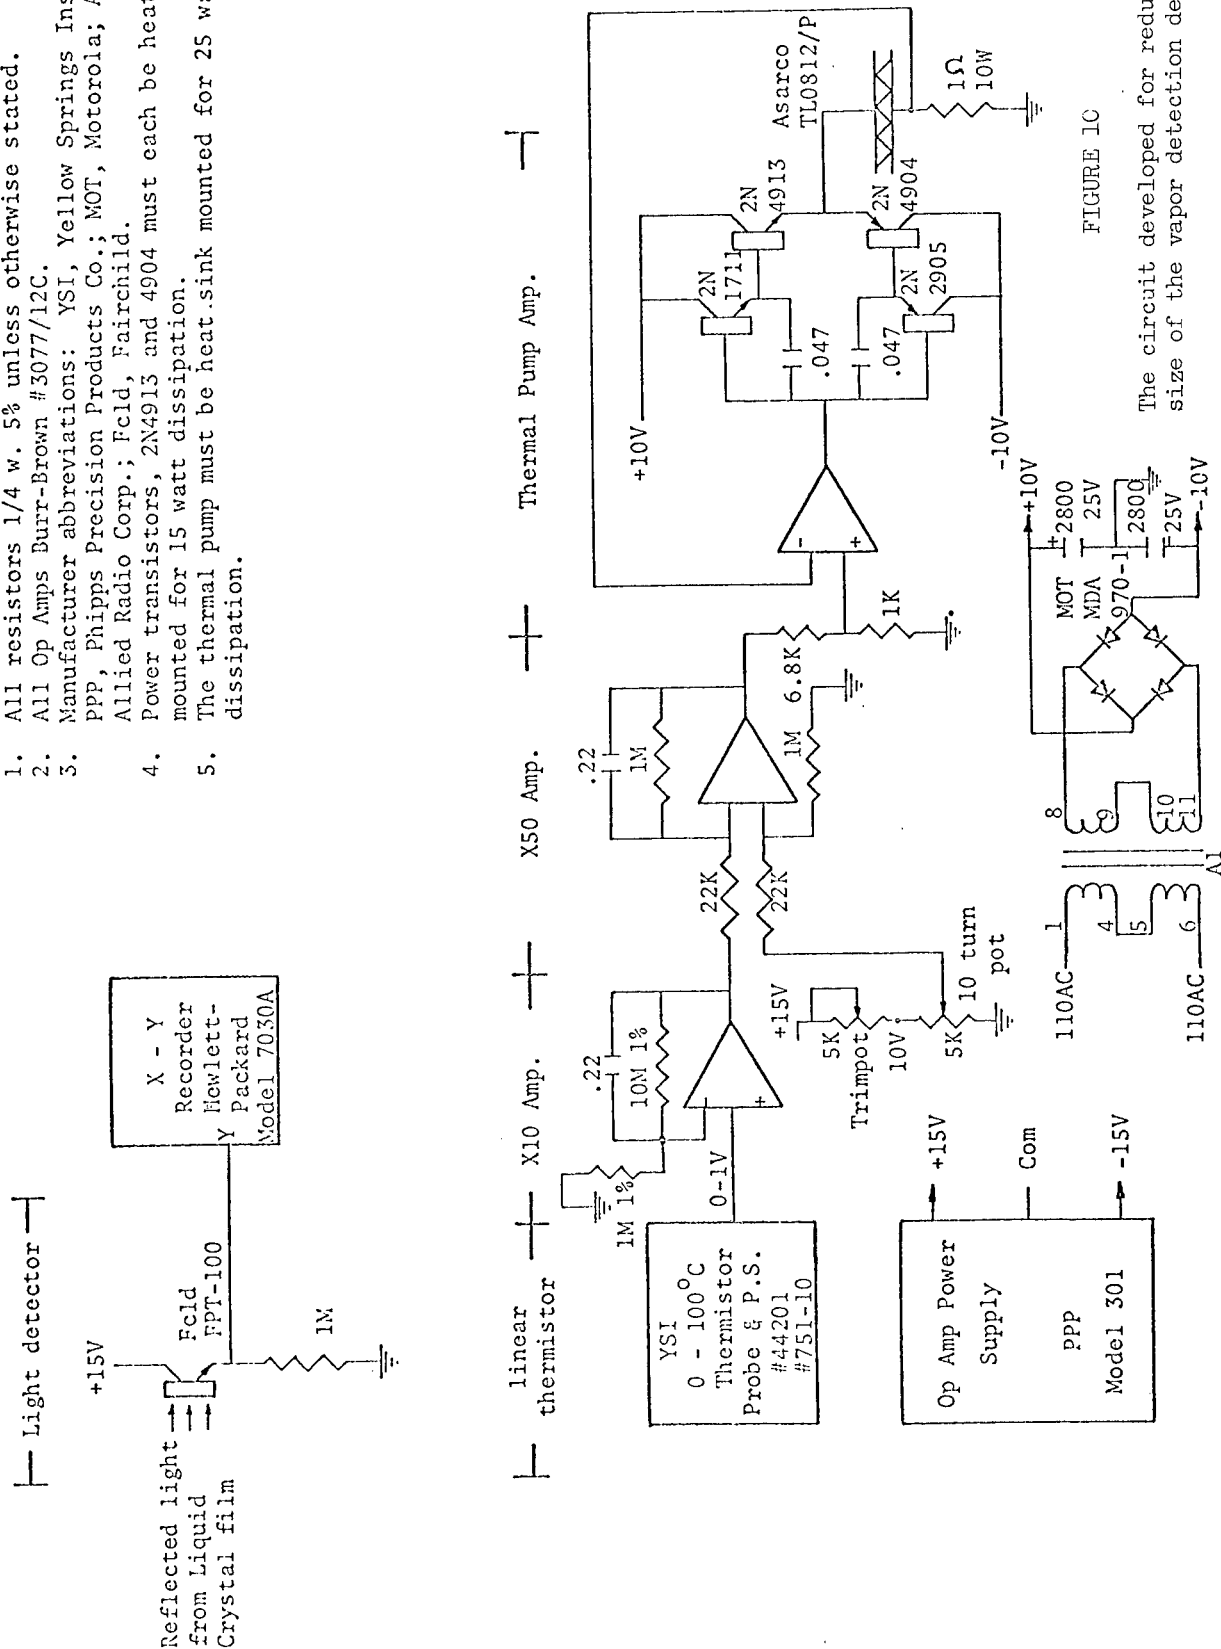 1. All resistors 1/4 w. 5% unless otherwise stated.
2. All Op Amps Burr-Brown #3077/12C.
3. Manufacturer abbreviations: YSI, Yellow Springs Ins
PPP, Phipps Precision Products Co.; MOT, Motorola; A
Allied Radio Corp.; Fcld, Fairchild.
4. Power transistors, 2N4913 and 4904 must each be heat
mounted for 15 watt dissipation.
5. The thermal pump must be heat sink mounted for 25 wa
dissipation.
Light detector
+15V
Reflected light
from Liquid
Crystal film
Fcld
FPT-100
1M
Y
X - Y
Recorder
Hewlett-
Packard
Model 7030A
linear
thermistor
X10 Amp.
X50 Amp.
Thermal Pump Amp.
YSI
0 - 100°C
Thermistor
Probe & P.S.
#44201
#751-10
0-1V
1M 1%
.22
10M 1%
-
+
+15V
5K
Trimpot
10V
5K
10 turn
pot
22K
22K
.22
1M
1M
6.8K
1K
-
+
+10V
2N
1711
2N
4913
.047
.047
2N
2905
2N
4904
-10V
Asarco
TL0812/P
1Ω
10W
Op Amp Power
Supply
PPP
Model 301
+15V
Com
-15V
110AC
110AC
1
4
5
6
8
9
10
11
Al
MOT
MDA
970-1
+10V
+
2800
25V
2800
25V
-10V
FIGURE 1C
The circuit developed for redu
size of the vapor detection de